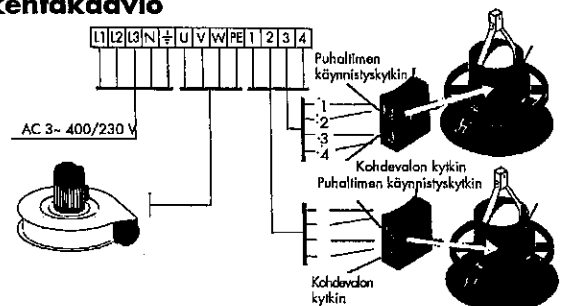 kentäkaavio
L1 L2 L3 N ⏚ U V W PE 1 2 3 4
Puhaltimen
käynnistyskytkin
1
2
3
4
AC 3~ 400/230 V
Kohdevalon kytkin
Puhaltimen käynnistyskytkin
Kohdevalon
kytkin